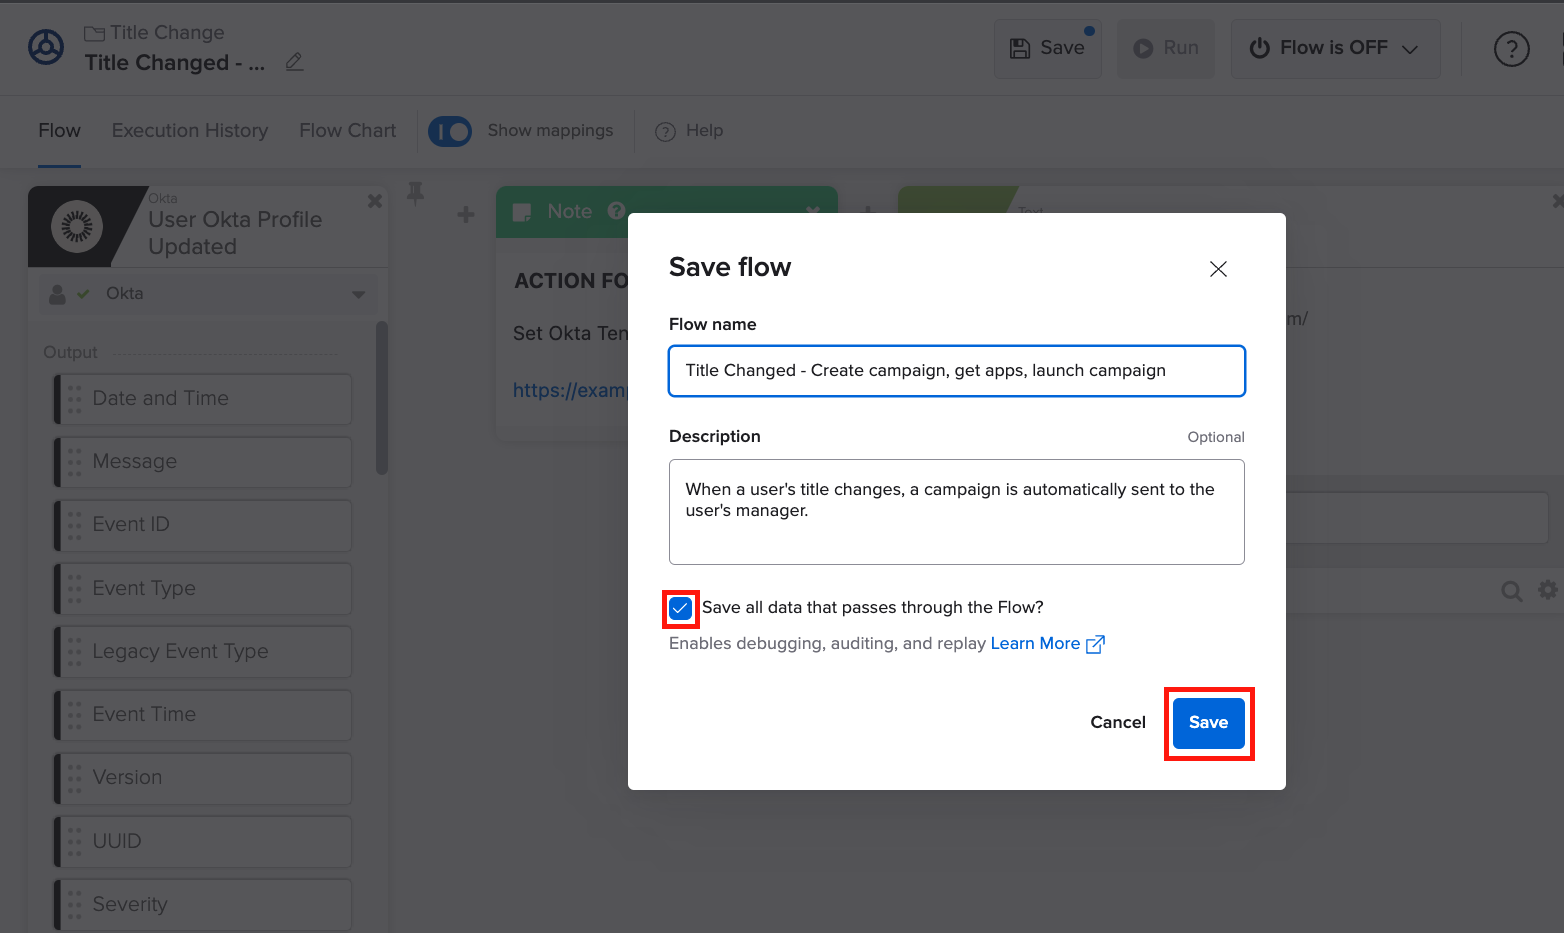 Title Change
Title Changed - ...
Save
Run
Flow is OFF
Flow
Execution History
Flow Chart
Show mappings
Help
Okta
User Okta Profile
Updated
Okta
Output
Date and Time
Message
Event ID
Event Type
Legacy Event Type
Event Time
Version
UUID
Severity
Note
ACTION FO
Set Okta Ten
https://exam
Text
m/
Save flow
Flow name
Title Changed - Create campaign, get apps, launch campaign
Description
Optional
When a user's title changes, a campaign is automatically sent to the
user's manager.
Save all data that passes through the Flow?
Enables debugging, auditing, and replay Learn More
Cancel
Save